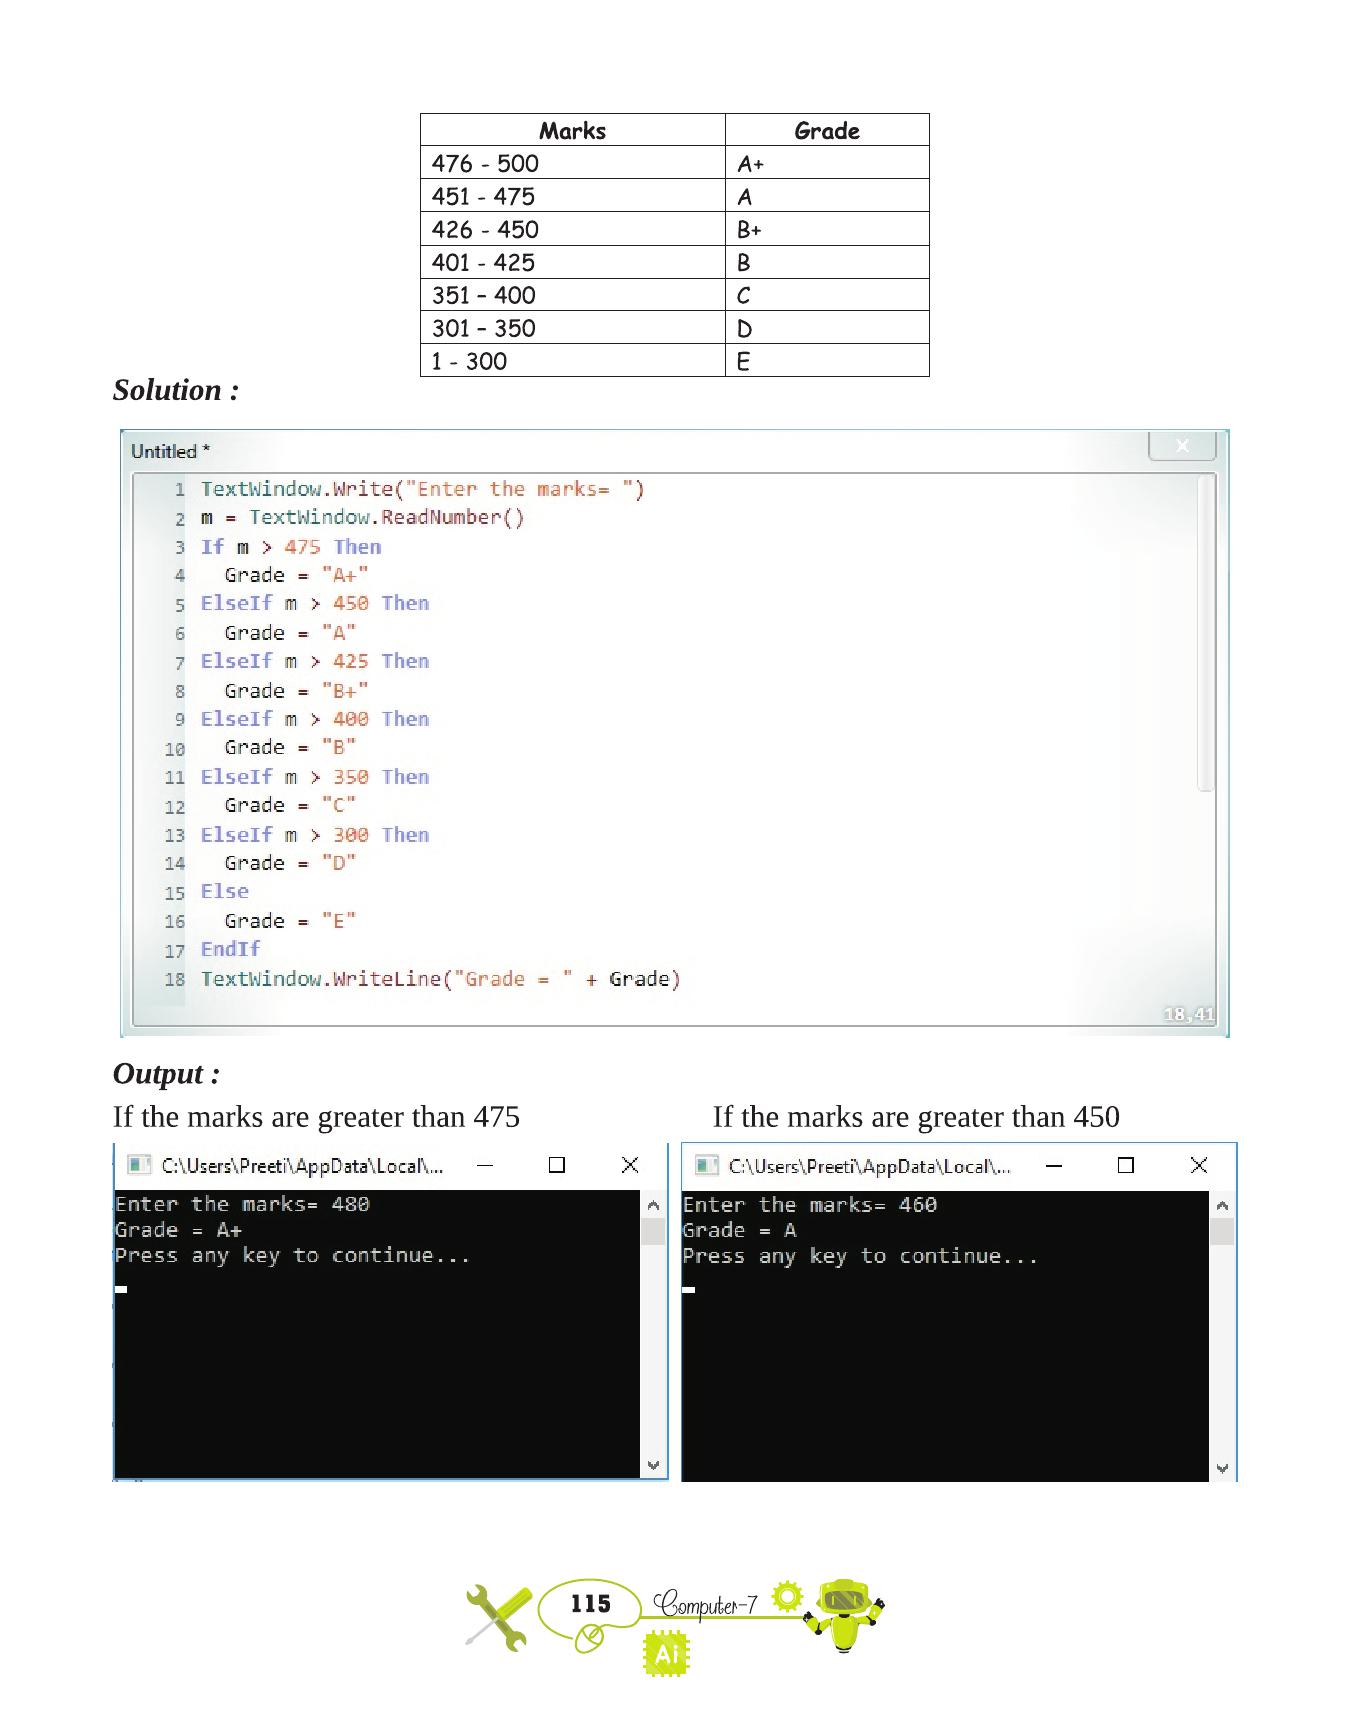 Marks Grade
476 - 500 A+
451 - 475 A
426 - 450 B+
401 - 425 B
351 – 400 C
301 – 350 D
1 - 300 E
Solution :
Untitled *
X
1 TextWindow.Write("Enter the marks= ")
2 m = TextWindow.ReadNumber()
3 If m > 475 Then
4 Grade = "A+"
5 ElseIf m > 450 Then
6 Grade = "A"
7 ElseIf m > 425 Then
8 Grade = "B+"
9 ElseIf m > 400 Then
10 Grade = "B"
11 ElseIf m > 350 Then
12 Grade = "C"
13 ElseIf m > 300 Then
14 Grade = "D"
15 Else
16 Grade = "E"
17 EndIf
18 TextWindow.WriteLine("Grade = " + Grade)
18,41
Output :
If the marks are greater than 475
C:\Users\Preeti\AppData\Local\...
Enter the marks= 480
Grade = A+
Press any key to continue...
If the marks are greater than 450
C:\Users\Preeti\AppData\Local\...
Enter the marks= 460
Grade = A
Press any key to continue...
115 Computer-7
Ai